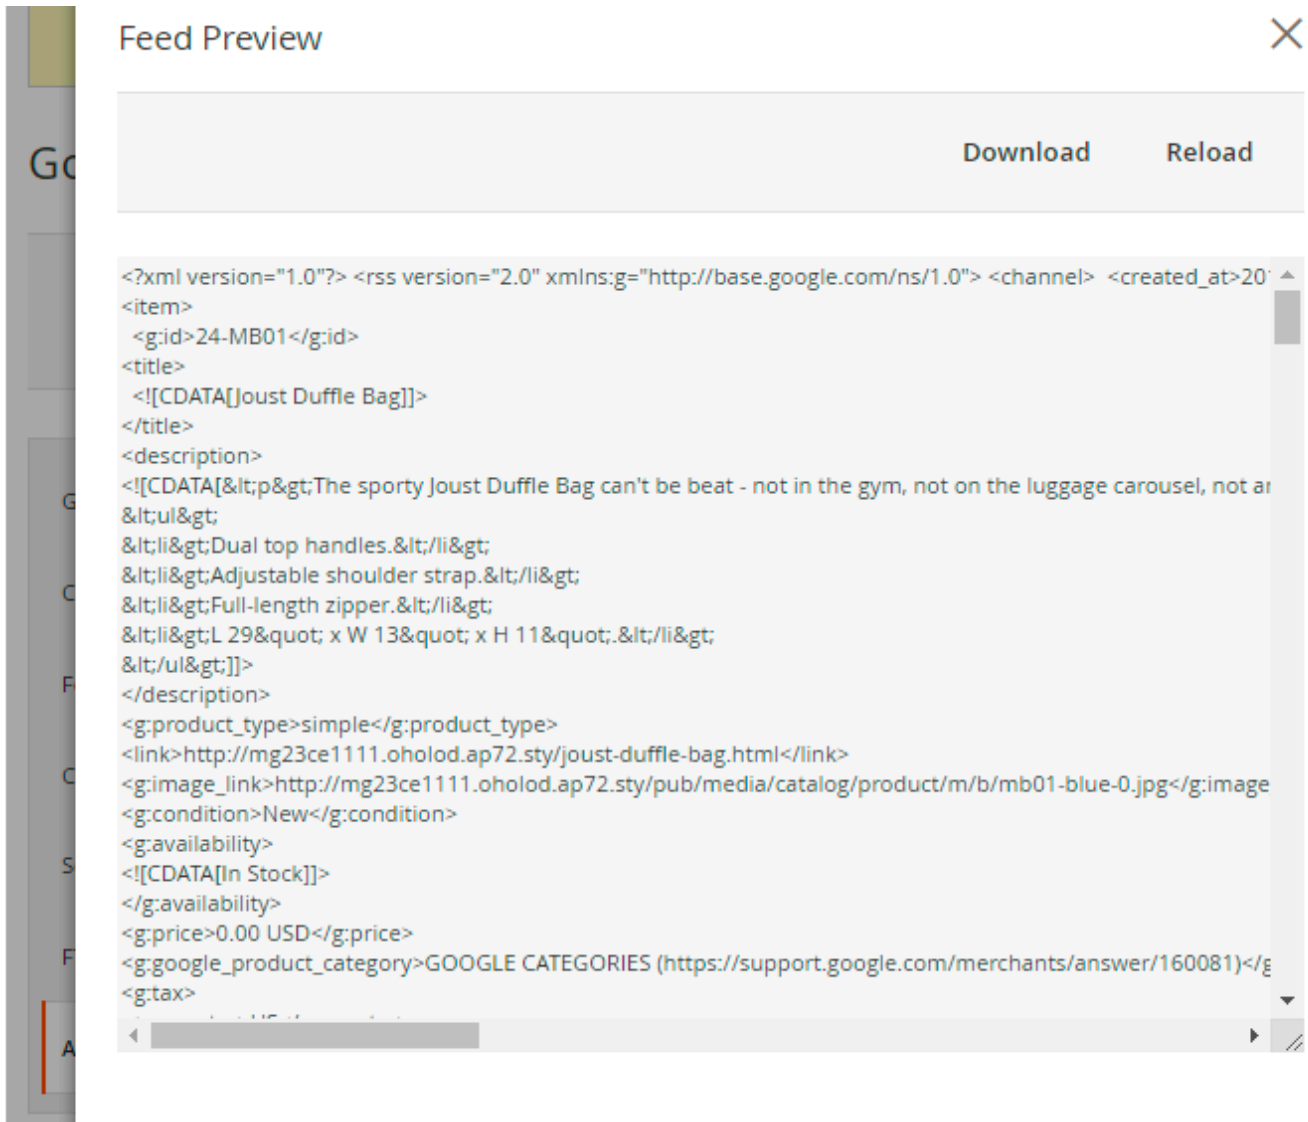 Feed Preview
Go
Download Reload
<?xml version="1.0"?> <rss version="2.0" xmlns:g="http://base.google.com/ns/1.0"> <channel>  <created_at>20
<item>
  <g:id>24-MB01</g:id>
<title>
  <![CDATA[Joust Duffle Bag]]>
</title>
<description>
<![CDATA[&lt;p&gt;The sporty Joust Duffle Bag can't be beat - not in the gym, not on the luggage carousel, not
&lt;ul&gt;
&lt;li&gt;Dual top handles.&lt;/li&gt;
&lt;li&gt;Adjustable shoulder strap.&lt;/li&gt;
&lt;li&gt;Full-length zipper.&lt;/li&gt;
&lt;li&gt;L 29&quot; x W 13&quot; x H 11&quot;.&lt;/li&gt;
&lt;/ul&gt;]]>
</description>
<g:product_type>simple</g:product_type>
<link>http://mg23ce1111.oholod.ap72.sty/joust-duffle-bag.html</link>
<g:image_link>http://mg23ce1111.oholod.ap72.sty/pub/media/catalog/product/m/b/mb01-blue-0.jpg</g:image
<g:condition>New</g:condition>
<g:availability>
<![CDATA[In Stock]]>
</g:availability>
<g:price>0.00 USD</g:price>
<g:google_product_category>GOOGLE CATEGORIES (https://support.google.com/merchants/answer/160081)</g
<g:tax>
G
C
F
C
S
F
A